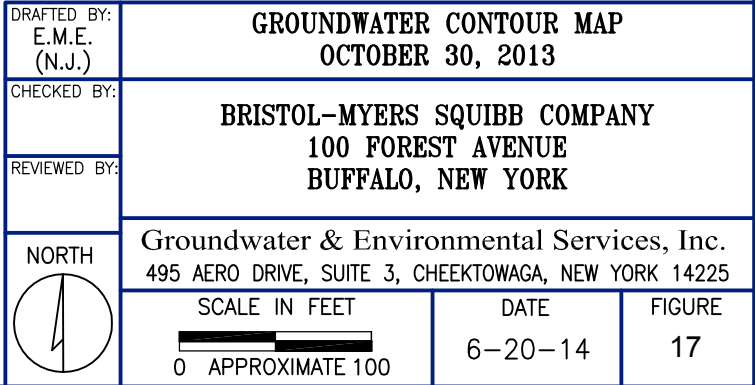 DRAFTED BY:
E.M.E.
(N.J.)
GROUNDWATER CONTOUR MAP
OCTOBER 30, 2013
CHECKED BY:
REVIEWED BY:
BRISTOL-MYERS SQUIBB COMPANY
100 FOREST AVENUE
BUFFALO, NEW YORK
NORTH
Groundwater & Environmental Services, Inc.
495 AERO DRIVE, SUITE 3, CHEEKTOWAGA, NEW YORK 14225
SCALE IN FEET
0 APPROXIMATE 100
DATE
6-20-14
FIGURE
17